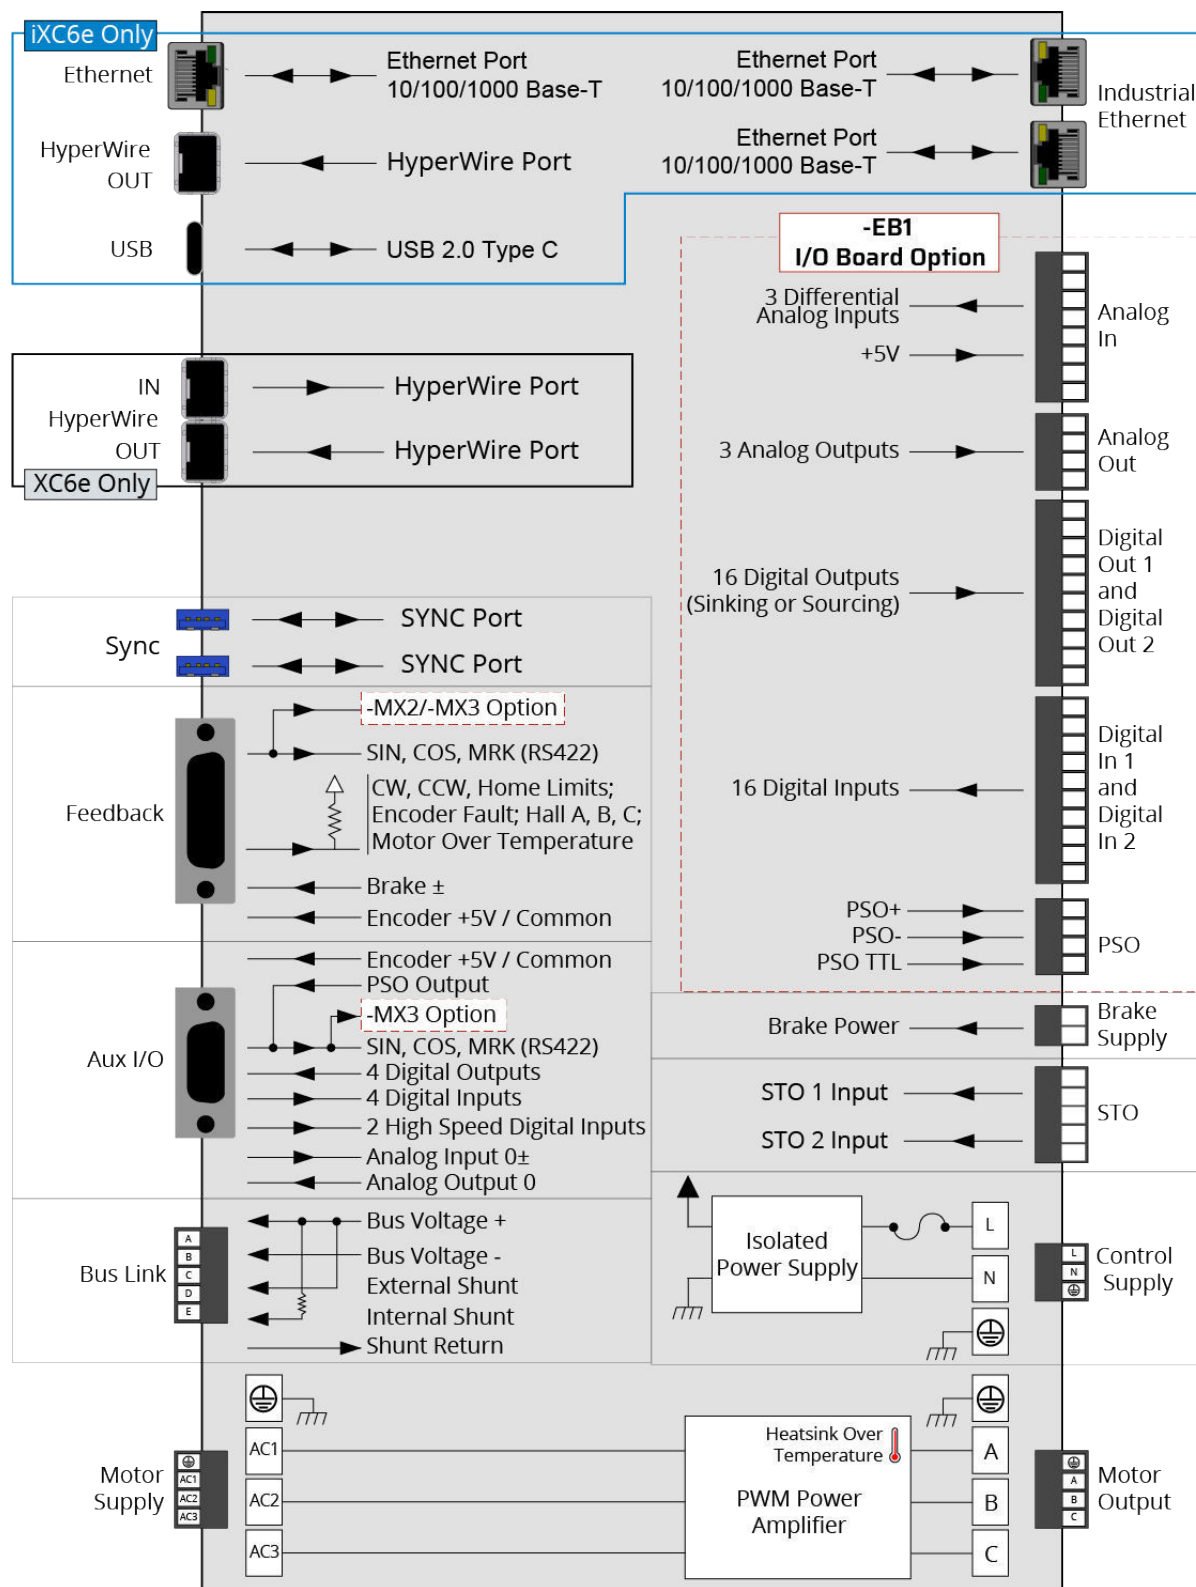 iXC6e Only
Ethernet
Ethernet Port
10/100/1000 Base-T
HyperWire
OUT
HyperWire Port
USB
USB 2.0 Type C
Ethernet Port
10/100/1000 Base-T
Ethernet Port
10/100/1000 Base-T
Industrial
Ethernet
-EB1
I/O Board Option
3 Differential
Analog Inputs
+5V
Analog
In
IN
HyperWire
OUT
HyperWire Port
HyperWire Port
XC6e Only
3 Analog Outputs
Analog
Out
16 Digital Outputs
(Sinking or Sourcing)
Digital
Out 1
and
Digital
Out 2
Sync
SYNC Port
SYNC Port
16 Digital Inputs
Digital
In 1
and
Digital
In 2
Feedback
-MX2/-MX3 Option
SIN, COS, MRK (RS422)
CW, CCW, Home Limits;
Encoder Fault; Hall A, B, C;
Motor Over Temperature
Brake ±
Encoder +5V / Common
PSO+
PSO-
PSO TTL
PSO
Aux I/O
Encoder +5V / Common
PSO Output
-MX3 Option
SIN, COS, MRK (RS422)
4 Digital Outputs
4 Digital Inputs
2 High Speed Digital Inputs
Analog Input 0±
Analog Output 0
Brake Power
Brake
Supply
STO 1 Input
STO 2 Input
STO
Bus Link
A
B
C
D
E
Bus Voltage +
Bus Voltage -
External Shunt
Internal Shunt
Shunt Return
Isolated
Power Supply
L
N
L
N
Control
Supply
Motor
Supply
AC1
AC2
AC3
AC1
AC2
AC3
Heatsink Over
Temperature
PWM Power
Amplifier
A
B
C
A
B
C
Motor
Output